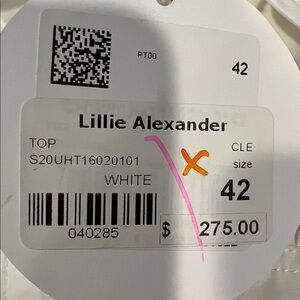 PT00 42
Lillie Alexander
TOP CLE
S20UHT16020101 size
WHITE 42
040285 $ 275.00